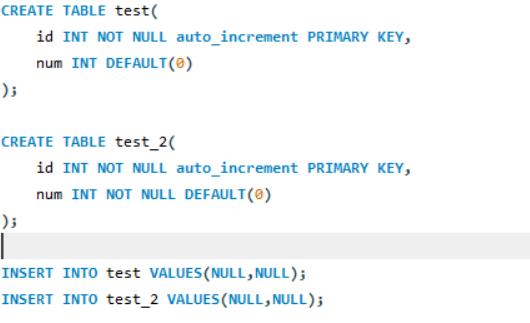 CREATE TABLE test(
    id INT NOT NULL auto_increment PRIMARY KEY,
    num INT DEFAULT(0)
);

CREATE TABLE test_2(
    id INT NOT NULL auto_increment PRIMARY KEY,
    num INT NOT NULL DEFAULT(0)
);

INSERT INTO test VALUES(NULL,NULL);
INSERT INTO test_2 VALUES(NULL,NULL);